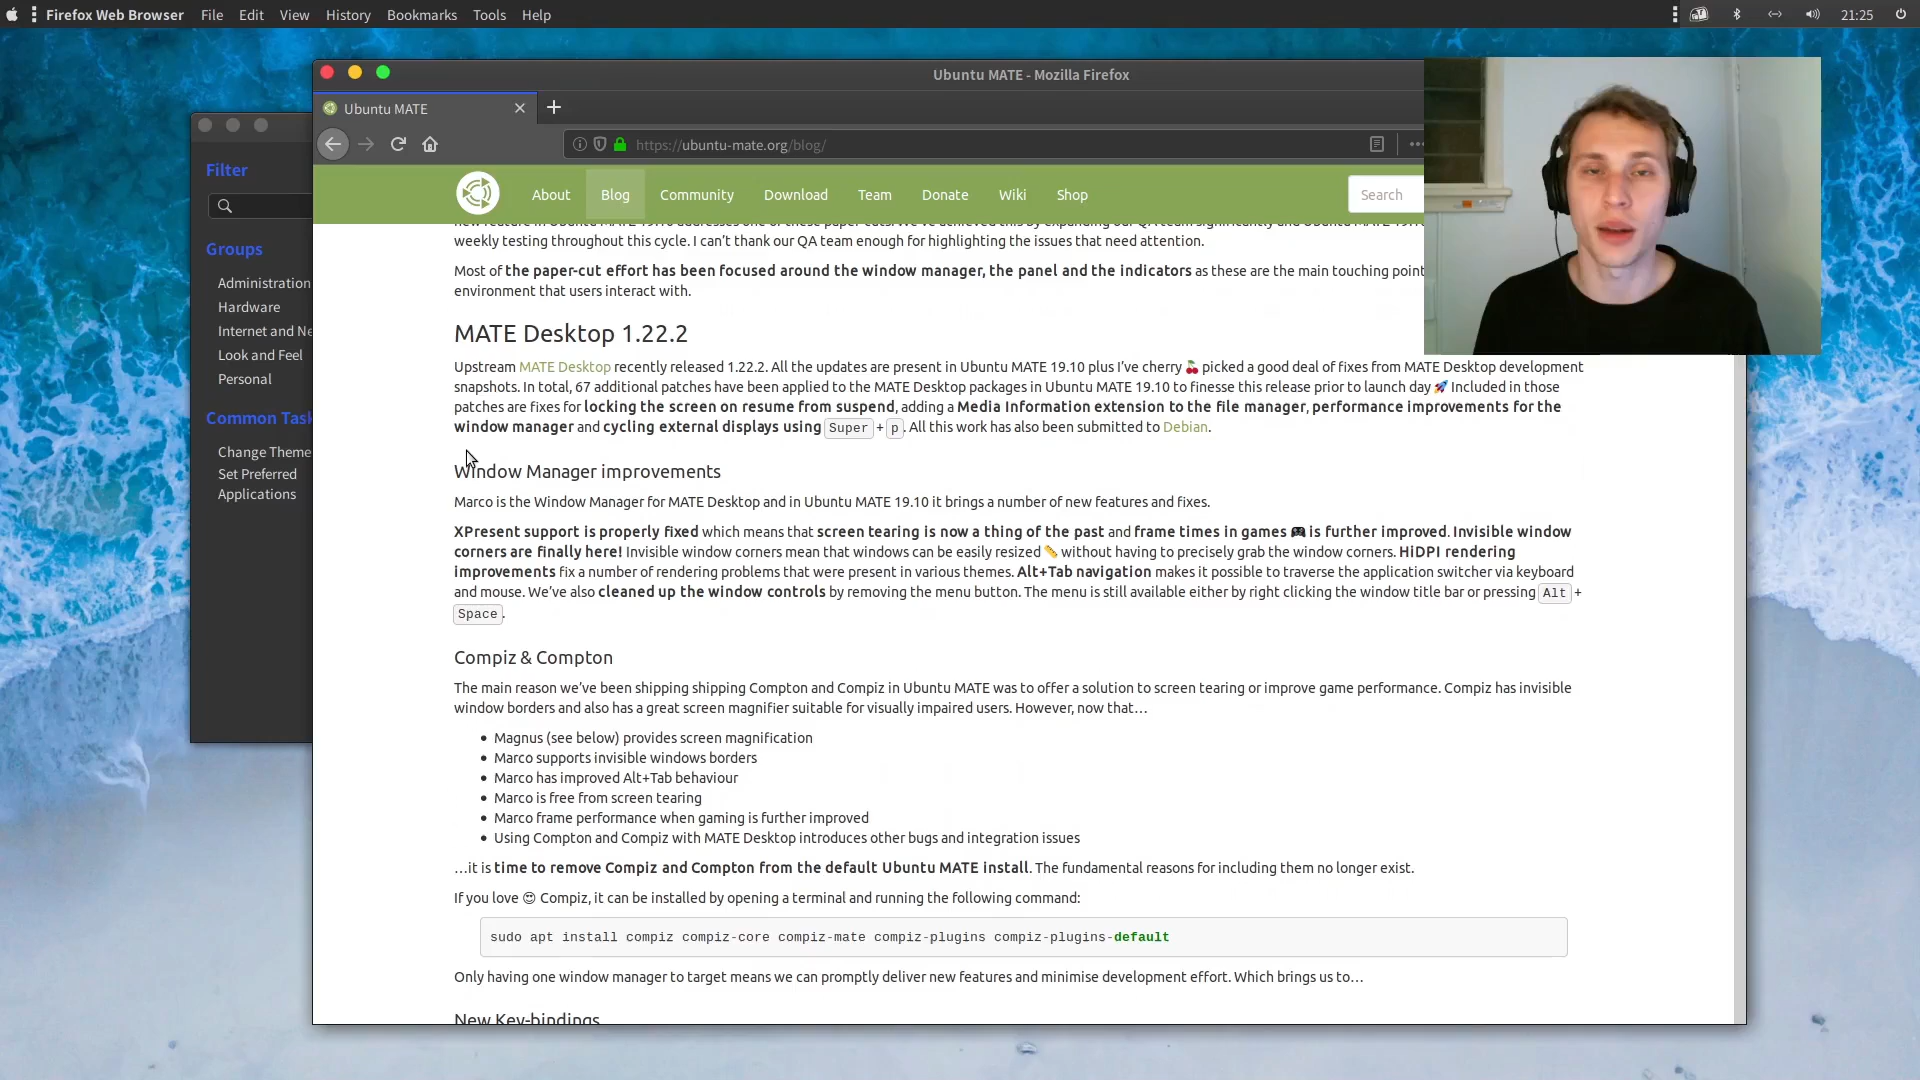 Firefox Web Browser File Edit View History Bookmarks Tools Help 21:25
Ubuntu MATE - Mozilla Firefox
Ubuntu MATE
https://ubuntu-mate.org/blog/
Filter
Groups
Administration
Hardware
Internet and Ne
Look and Feel
Personal
Common Task
Change Theme
Set Preferred
Applications
About Blog Community Download Team Donate Wiki Shop Search
weekly testing throughout this cycle. I can't thank our QA team enough for highlighting the issues that need attention.
Most of the paper-cut effort has been focused around the window manager, the panel and the indicators as these are the main touching point
environment that users interact with.
MATE Desktop 1.22.2
Upstream MATE Desktop recently released 1.22.2. All the updates are present in Ubuntu MATE 19.10 plus I've cherry 🍒 picked a good deal of fixes from MATE Desktop development
snapshots. In total, 67 additional patches have been applied to the MATE Desktop packages in Ubuntu MATE 19.10 to finesse this release prior to launch day 🚀 Included in those
patches are fixes for locking the screen on resume from suspend, adding a Media Information extension to the file manager, performance improvements for the
window manager and cycling external displays using Super + p. All this work has also been submitted to Debian.
Window Manager improvements
Marco is the Window Manager for MATE Desktop and in Ubuntu MATE 19.10 it brings a number of new features and fixes.
XPresent support is properly fixed which means that screen tearing is now a thing of the past and frame times in games 🎮 is further improved. Invisible window
corners are finally here! Invisible window corners mean that windows can be easily resized 📏 without having to precisely grab the window corners. HiDPI rendering
improvements fix a number of rendering problems that were present in various themes. Alt+Tab navigation makes it possible to traverse the application switcher via keyboard
and mouse. We've also cleaned up the window controls by removing the menu button. The menu is still available either by right clicking the window title bar or pressing Alt +
Space.
Compiz & Compton
The main reason we've been shipping shipping Compton and Compiz in Ubuntu MATE was to offer a solution to screen tearing or improve game performance. Compiz has invisible
window borders and also has a great screen magnifier suitable for visually impaired users. However, now that…
• Magnus (see below) provides screen magnification
• Marco supports invisible windows borders
• Marco has improved Alt+Tab behaviour
• Marco is free from screen tearing
• Marco frame performance when gaming is further improved
• Using Compton and Compiz with MATE Desktop introduces other bugs and integration issues
…it is time to remove Compiz and Compton from the default Ubuntu MATE install. The fundamental reasons for including them no longer exist.
If you love 😍 Compiz, it can be installed by opening a terminal and running the following command:
sudo apt install compiz compiz-core compiz-mate compiz-plugins compiz-plugins-default
Only having one window manager to target means we can promptly deliver new features and minimise development effort. Which brings us to…
New Key-bindings